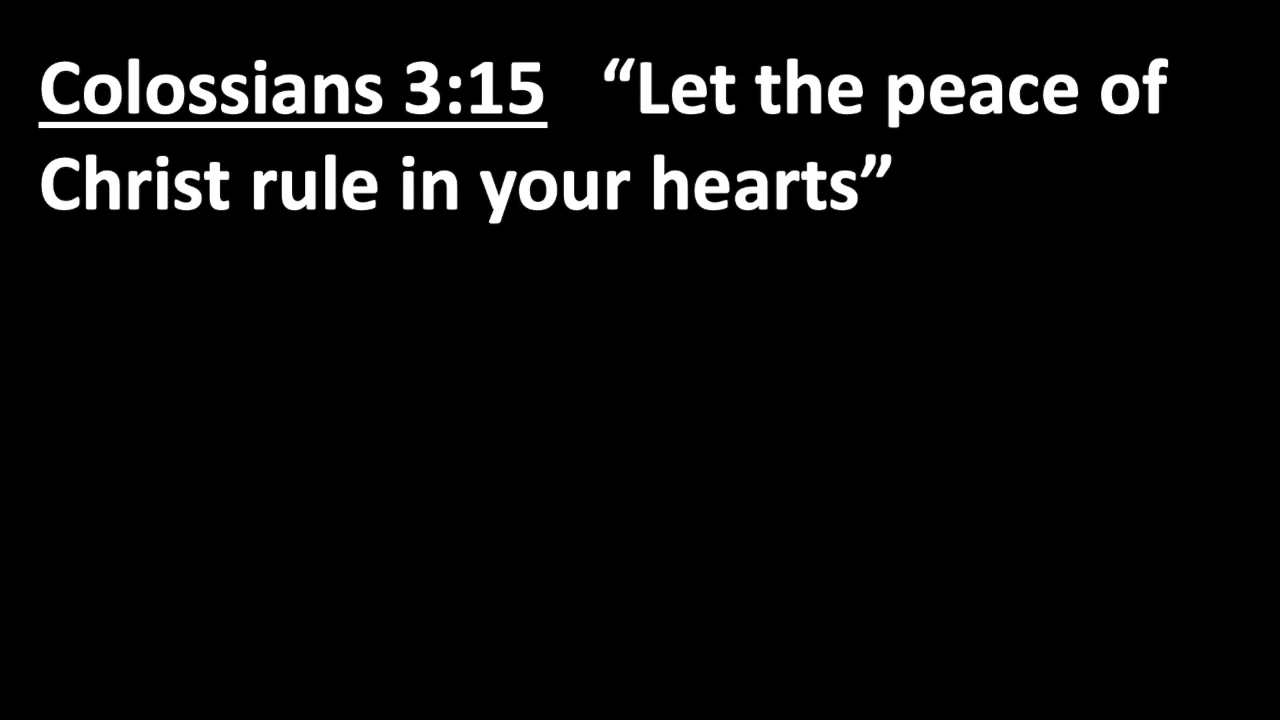 Colossians 3:15   “Let the peace of
Christ rule in your hearts”